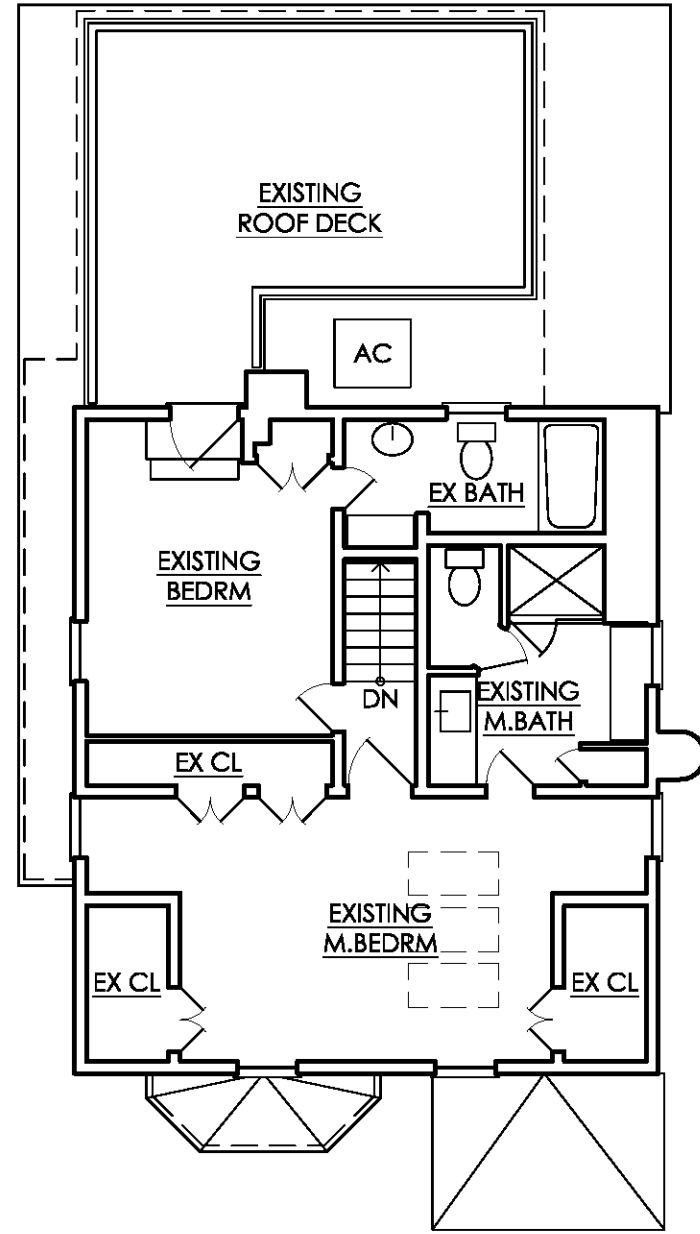 EXISTING
ROOF DECK
AC
EX BATH
EXISTING
BEDRM
EXISTING
M.BATH
DN
EX CL
EXISTING
M.BEDRM
EX CL
EX CL